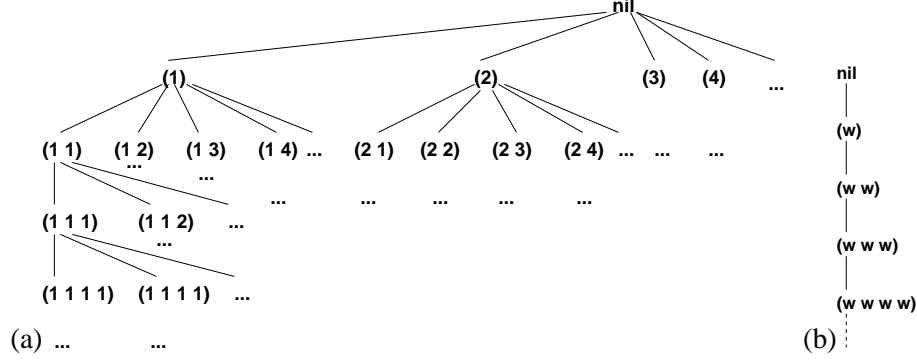 nil
(1) (2) (3) (4) ...
nil
(w)
(1 1) (1 2) (1 3) (1 4) ... (2 1) (2 2) (2 3) (2 4) ... ... ...
... ...
(w w)
... ... ... ... ...
(1 1 1) (1 1 2) ...
...
(w w w)
(1 1 1 1) (1 1 1 1) ...
(w w w w)
(a) ... ... (b)